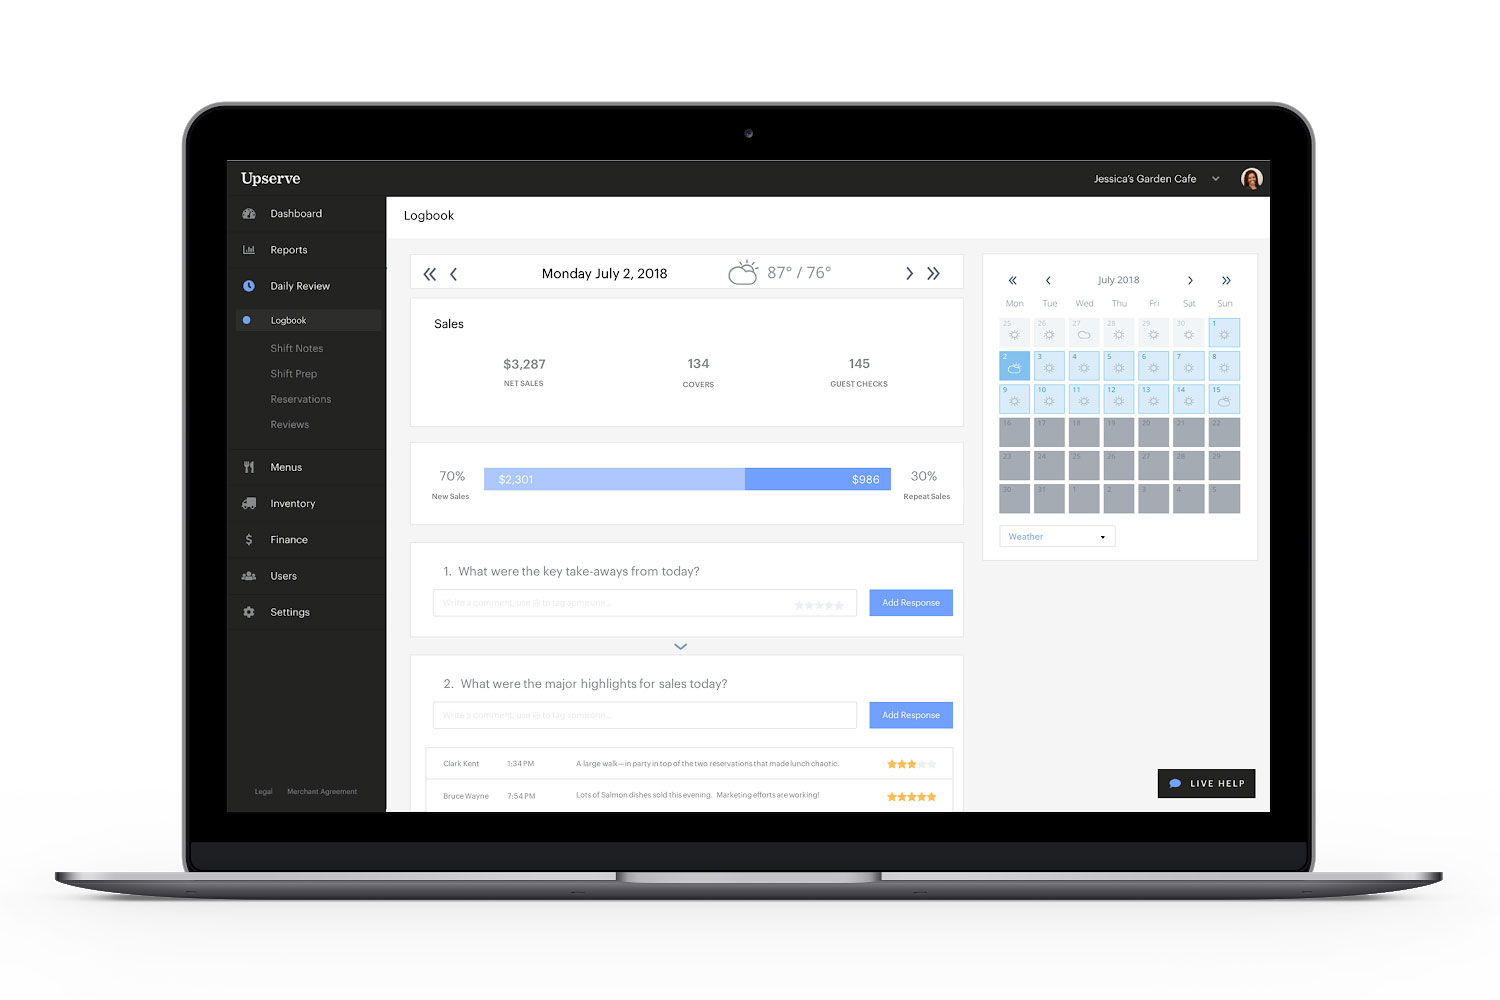 Upserve
Jessica's Garden Cafe
Dashboard
Reports
Daily Review
Logbook
Shift Notes
Shift Prep
Reservations
Reviews
Menus
Inventory
Finance
Users
Settings
Legal Merchant Agreement
Logbook
Monday July 2, 2018 87° / 76°
Sales
$3,287 134 145
NET SALES COVERS GUEST CHECKS
70% $2,301 $986 30%
New Sales Repeat Sales
1. What were the key take-aways from today?
Write a comment, use @ to tag someone... Add Response
2. What were the major highlights for sales today?
Write a comment, use @ to tag someone... Add Response
Clark Kent 1:34 PM A large walk—in party in top of the two reservations that made lunch chaotic.
Bruce Wayne 7:54 PM Lots of Salmon dishes sold this evening. Marketing efforts are working!
July 2018
Mon Tue Wed Thu Fri Sat Sun
25 26 27 28 29 30 1
2 3 4 5 6 7 8
9 10 11 12 13 14 15
16 17 18 19 20 21 22
23 24 25 26 27 28 29
30 31 1 2 3 4 5
Weather
LIVE HELP